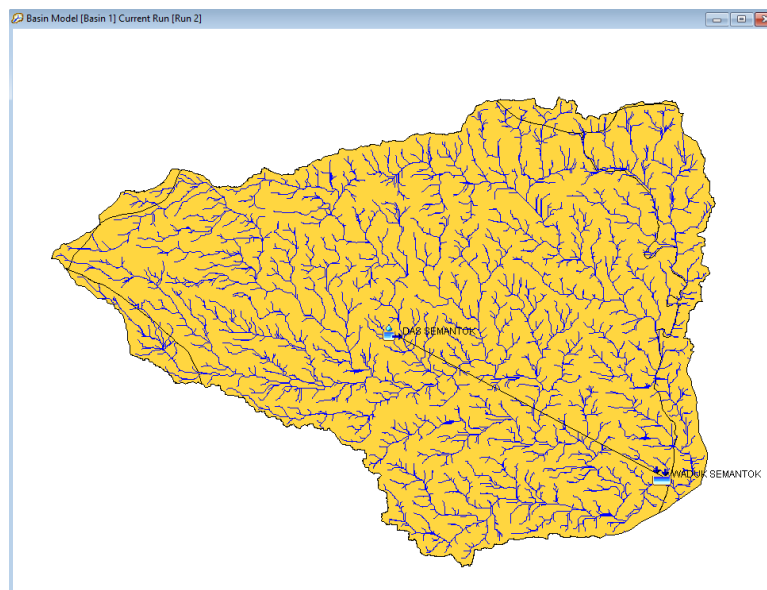 Basin Model [Basin 1] Current Run [Run 2]
DAS SEMANTOK
WADUK SEMANTOK